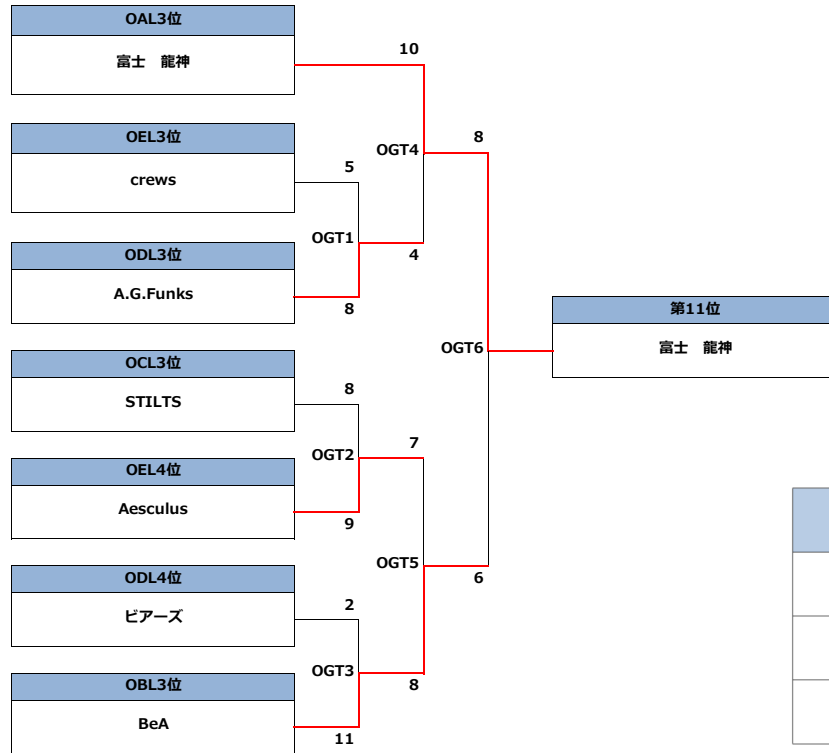 OAL3位
富士　龍神
10
OEL3位
crews
5
OGT4
8
OGT1
ODL3位
A.G.Funks
4
8
第11位
富士　龍神
OGT6
OCL3位
STILTS
8
OGT2
7
OEL4位
Aesculus
9
OGT5
6
ODL4位
ビアーズ
2
OGT3
8
OBL3位
BeA
11